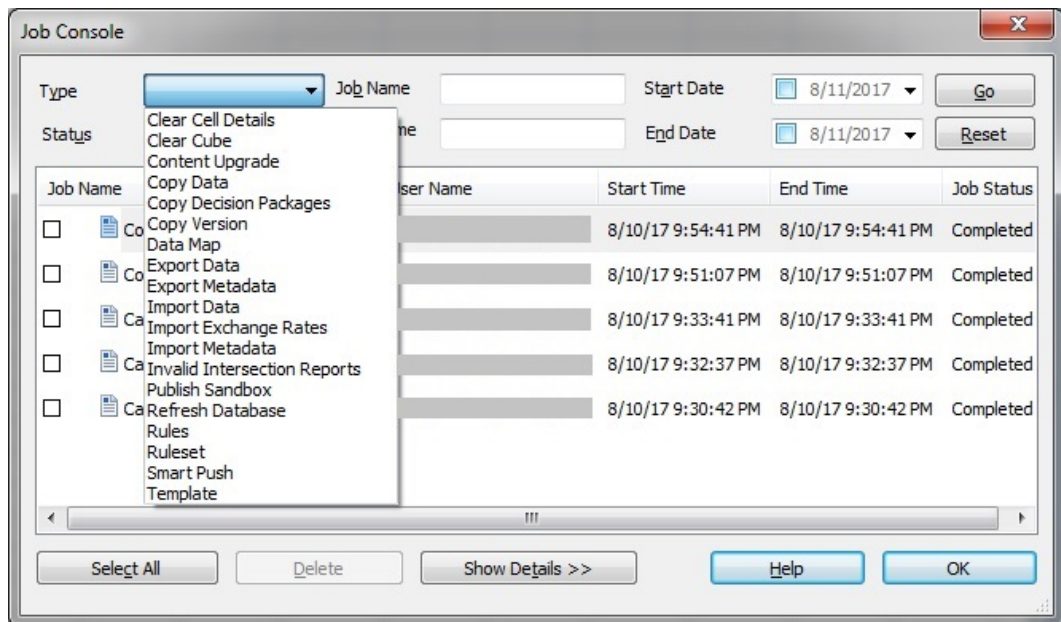 Job Console
Type Job Name Start Date 8/11/2017 Go
Status me End Date 8/11/2017 Reset
Clear Cell Details
Clear Cube
Content Upgrade
Copy Data
Copy Decision Packages
Copy Version
Data Map
Export Data
Export Metadata
Import Data
Import Exchange Rates
Import Metadata
Invalid Intersection Reports
Publish Sandbox
Refresh Database
Rules
Ruleset
Smart Push
Template
Job Name User Name Start Time End Time Job Status
Co 8/10/17 9:54:41 PM 8/10/17 9:54:41 PM Completed
Co 8/10/17 9:51:07 PM 8/10/17 9:51:07 PM Completed
Ca 8/10/17 9:33:41 PM 8/10/17 9:33:41 PM Completed
Ca 8/10/17 9:32:37 PM 8/10/17 9:32:37 PM Completed
Ca 8/10/17 9:30:42 PM 8/10/17 9:30:42 PM Completed
Select All Delete Show Details >> Help OK